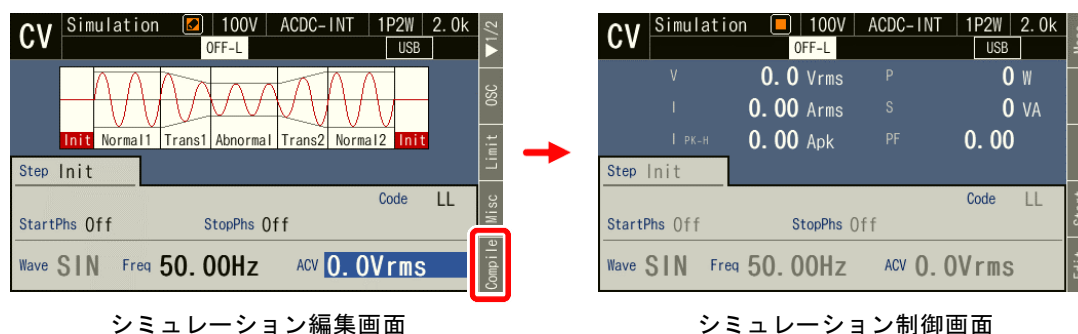 CV Simulation 100V ACDC-INT 1P2W 2.0k ▼1/2
OFF-L USB
OSC
Init Normal1 Trans1 Abnormal Trans2 Normal2 Init
Limit
Step Init
Code LL
Misc
StartPhs Off StopPhs Off
Wave SIN Freq 50.00Hz ACV 0.0Vrms
Compile
シミュレーション編集画面
CV Simulation 100V ACDC-INT 1P2W 2.0k
OFF-L USB
V 0.0 Vrms P 0 W
I 0.00 Arms S 0 VA
I PK-H 0.00 Apk PF 0.00
Step Init
Code LL
StartPhs Off StopPhs Off
Wave SIN Freq 50.00Hz ACV 0.0Vrms
シミュレーション制御画面